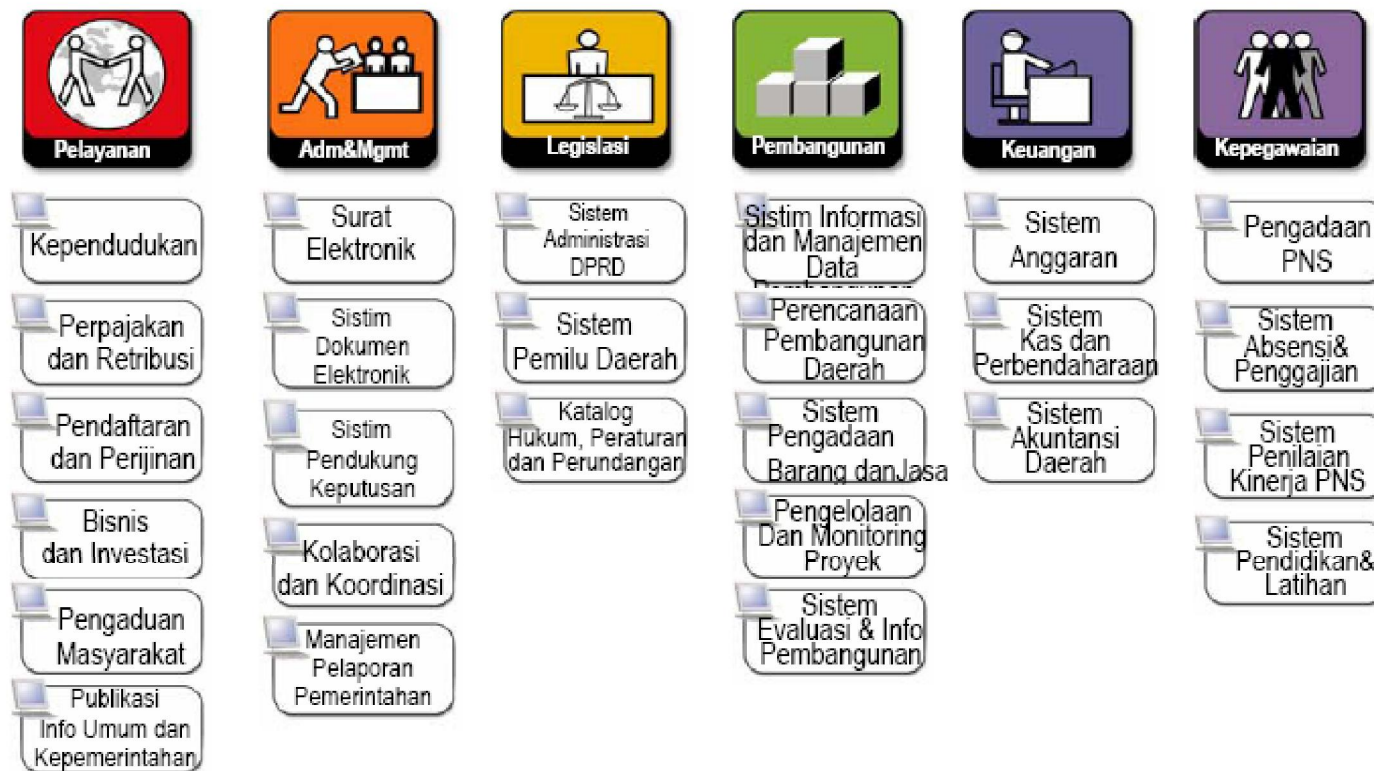 Pelayanan
Kependudukan
Perpajakan
dan Retribusi
Pendaftaran
dan Perijinan
Bisnis
dan Investasi
Pengaduan
Masyarakat
Publikasi
Info Umum dan
Kepemerintahan
Adm&Mgmt
Surat
Elektronik
Sistim
Dokumen
Elektronik
Sistim
Pendukung
Keputusan
Kolaborasi
dan Koordinasi
Manajemen
Pelaporan
Pemerintahan
Legislasi
Sistem
Administrasi
DPRD
Sistem
Pemilu Daerah
Katalog
Hukum, Peraturan
dan Perundangan
Pembangunan
Sistim Informasi
dan Manajemen
Data
Perencanaan
Pembangunan
Daerah
Sistem
Pengadaan
Barang danJasa
Pengelolaan
Dan Monitoring
Proyek
Sistem
Evaluasi & Info
Pembangunan
Keuangan
Sistem
Anggaran
Sistem
Kas dan
Perbendaharaan
Sistem
Akuntansi
Daerah
Kepegawaian
Pengadaan
PNS
Sistem
Absensi&
Penggajian
Sistem
Penilaian
Kinerja PNS
Sistem
Pendidikan&
Latihan